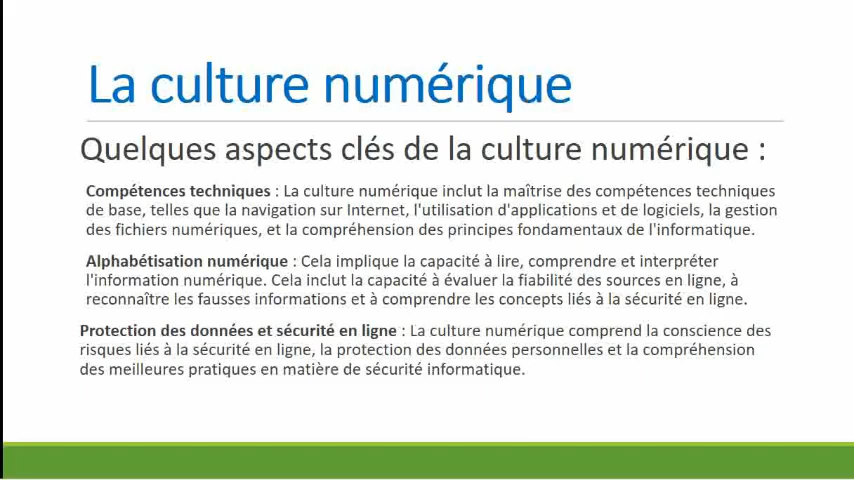 La culture numérique
Quelques aspects clés de la culture numérique :
Compétences techniques : La culture numérique inclut la maîtrise des compétences techniques
de base, telles que la navigation sur Internet, l'utilisation d'applications et de logiciels, la gestion
des fichiers numériques, et la compréhension des principes fondamentaux de l'informatique.
Alphabétisation numérique : Cela implique la capacité à lire, comprendre et interpréter
l'information numérique. Cela inclut la capacité à évaluer la fiabilité des sources en ligne, à
reconnaître les fausses informations et à comprendre les concepts liés à la sécurité en ligne.
Protection des données et sécurité en ligne : La culture numérique comprend la conscience des
risques liés à la sécurité en ligne, la protection des données personnelles et la compréhension
des meilleures pratiques en matière de sécurité informatique.